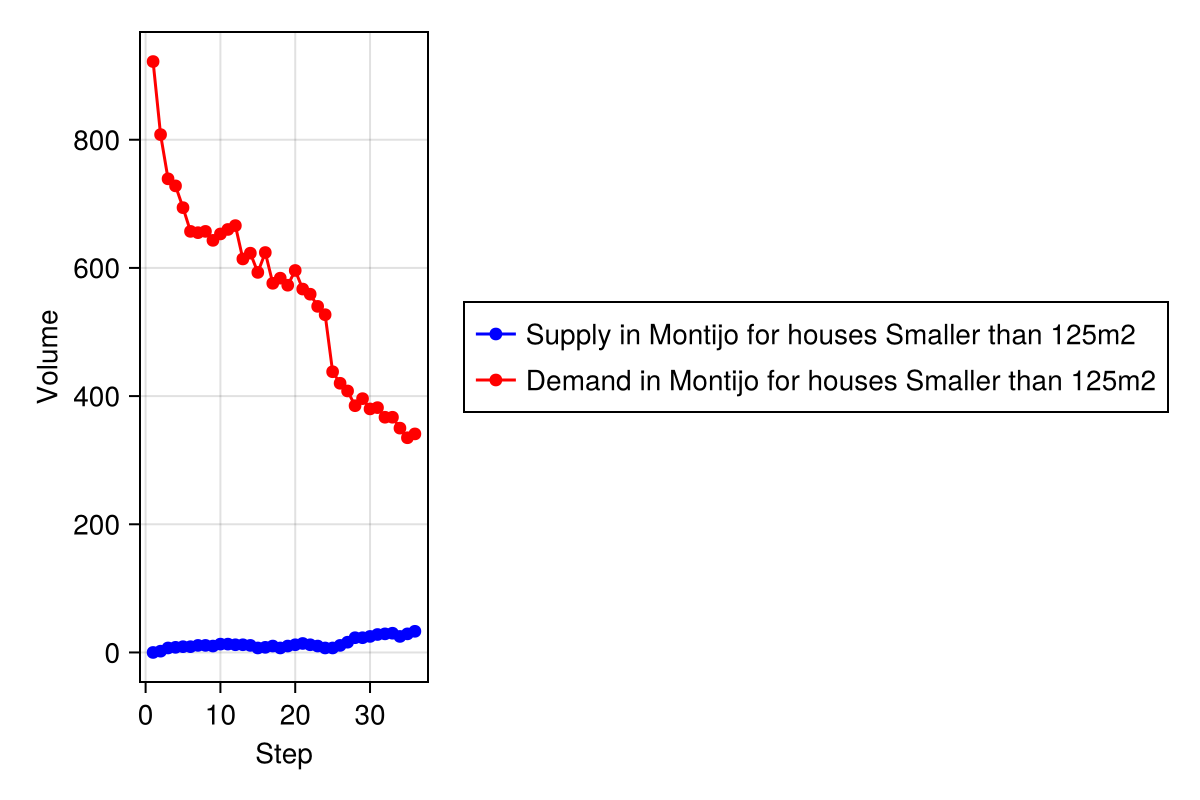 Volume
800
600
400
200
0
0 10 20 30
Step
Supply in Montijo for houses Smaller than 125m2
Demand in Montijo for houses Smaller than 125m2